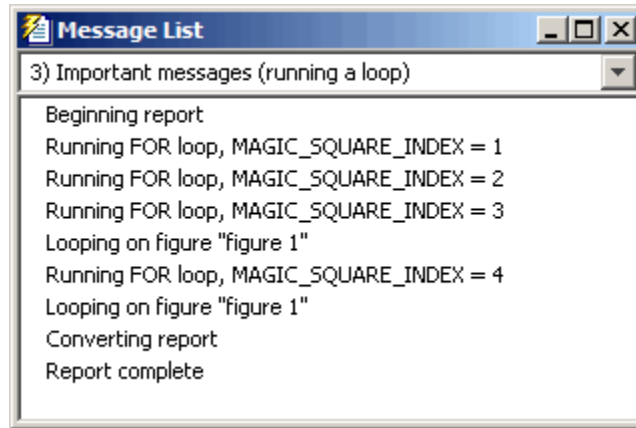 Message List
3) Important messages (running a loop)
Beginning report
Running FOR loop, MAGIC_SQUARE_INDEX = 1
Running FOR loop, MAGIC_SQUARE_INDEX = 2
Running FOR loop, MAGIC_SQUARE_INDEX = 3
Looping on figure "figure 1"
Running FOR loop, MAGIC_SQUARE_INDEX = 4
Looping on figure "figure 1"
Converting report
Report complete